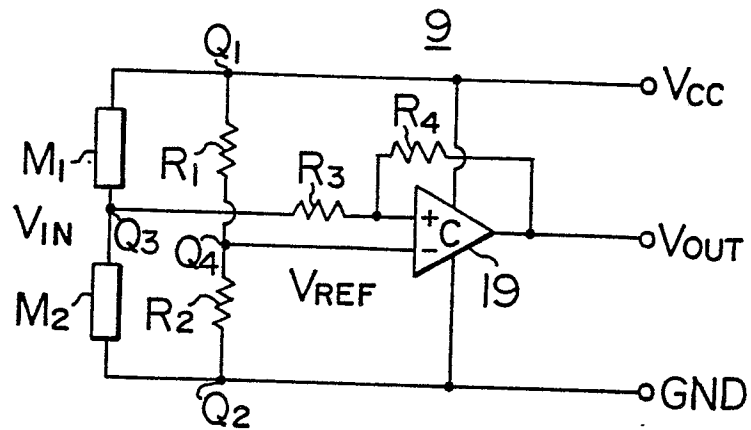 9
Q1
VCC
R4
M1
R1
R3
VIN
Q3
+
C
Q4
-
VOUT
VREF
19
M2
R2
GND
Q2